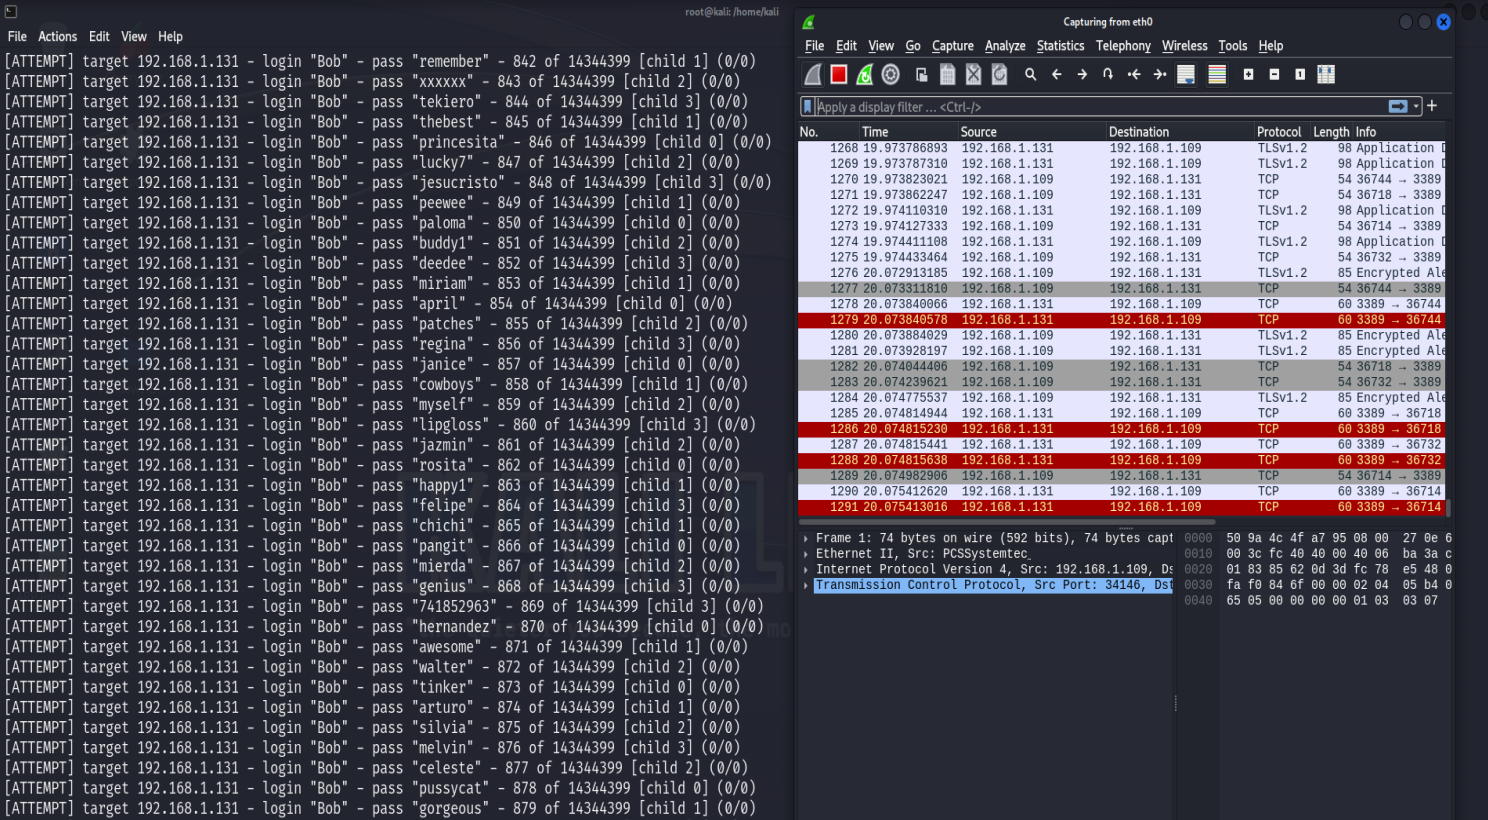 root@kali: /home/kali
File Actions Edit View Help
[ATTEMPT] target 192.168.1.131 - login "Bob" - pass "remember" - 842 of 14344399 [child 1] (0/0)
[ATTEMPT] target 192.168.1.131 - login "Bob" - pass "xxxxxx" - 843 of 14344399 [child 2] (0/0)
[ATTEMPT] target 192.168.1.131 - login "Bob" - pass "tekiero" - 844 of 14344399 [child 3] (0/0)
[ATTEMPT] target 192.168.1.131 - login "Bob" - pass "thebest" - 845 of 14344399 [child 1] (0/0)
[ATTEMPT] target 192.168.1.131 - login "Bob" - pass "princesita" - 846 of 14344399 [child 0] (0/0)
[ATTEMPT] target 192.168.1.131 - login "Bob" - pass "lucky7" - 847 of 14344399 [child 2] (0/0)
[ATTEMPT] target 192.168.1.131 - login "Bob" - pass "jesucristo" - 848 of 14344399 [child 3] (0/0)
[ATTEMPT] target 192.168.1.131 - login "Bob" - pass "peewee" - 849 of 14344399 [child 1] (0/0)
[ATTEMPT] target 192.168.1.131 - login "Bob" - pass "paloma" - 850 of 14344399 [child 0] (0/0)
[ATTEMPT] target 192.168.1.131 - login "Bob" - pass "buddy1" - 851 of 14344399 [child 2] (0/0)
[ATTEMPT] target 192.168.1.131 - login "Bob" - pass "deedee" - 852 of 14344399 [child 3] (0/0)
[ATTEMPT] target 192.168.1.131 - login "Bob" - pass "miriam" - 853 of 14344399 [child 1] (0/0)
[ATTEMPT] target 192.168.1.131 - login "Bob" - pass "april" - 854 of 14344399 [child 0] (0/0)
[ATTEMPT] target 192.168.1.131 - login "Bob" - pass "patches" - 855 of 14344399 [child 2] (0/0)
[ATTEMPT] target 192.168.1.131 - login "Bob" - pass "regina" - 856 of 14344399 [child 3] (0/0)
[ATTEMPT] target 192.168.1.131 - login "Bob" - pass "janice" - 857 of 14344399 [child 0] (0/0)
[ATTEMPT] target 192.168.1.131 - login "Bob" - pass "cowboys" - 858 of 14344399 [child 1] (0/0)
[ATTEMPT] target 192.168.1.131 - login "Bob" - pass "myself" - 859 of 14344399 [child 2] (0/0)
[ATTEMPT] target 192.168.1.131 - login "Bob" - pass "lipgloss" - 860 of 14344399 [child 3] (0/0)
[ATTEMPT] target 192.168.1.131 - login "Bob" - pass "jazmin" - 861 of 14344399 [child 2] (0/0)
[ATTEMPT] target 192.168.1.131 - login "Bob" - pass "rosita" - 862 of 14344399 [child 0] (0/0)
[ATTEMPT] target 192.168.1.131 - login "Bob" - pass "happy1" - 863 of 14344399 [child 1] (0/0)
[ATTEMPT] target 192.168.1.131 - login "Bob" - pass "felipe" - 864 of 14344399 [child 3] (0/0)
[ATTEMPT] target 192.168.1.131 - login "Bob" - pass "chichi" - 865 of 14344399 [child 1] (0/0)
[ATTEMPT] target 192.168.1.131 - login "Bob" - pass "pangit" - 866 of 14344399 [child 0] (0/0)
[ATTEMPT] target 192.168.1.131 - login "Bob" - pass "mierda" - 867 of 14344399 [child 2] (0/0)
[ATTEMPT] target 192.168.1.131 - login "Bob" - pass "genius" - 868 of 14344399 [child 3] (0/0)
[ATTEMPT] target 192.168.1.131 - login "Bob" - pass "741852963" - 869 of 14344399 [child 3] (0/0)
[ATTEMPT] target 192.168.1.131 - login "Bob" - pass "hernandez" - 870 of 14344399 [child 0] (0/0)
[ATTEMPT] target 192.168.1.131 - login "Bob" - pass "awesome" - 871 of 14344399 [child 1] (0/0)
[ATTEMPT] target 192.168.1.131 - login "Bob" - pass "walter" - 872 of 14344399 [child 2] (0/0)
[ATTEMPT] target 192.168.1.131 - login "Bob" - pass "tinker" - 873 of 14344399 [child 0] (0/0)
[ATTEMPT] target 192.168.1.131 - login "Bob" - pass "arturo" - 874 of 14344399 [child 1] (0/0)
[ATTEMPT] target 192.168.1.131 - login "Bob" - pass "silvia" - 875 of 14344399 [child 2] (0/0)
[ATTEMPT] target 192.168.1.131 - login "Bob" - pass "melvin" - 876 of 14344399 [child 3] (0/0)
[ATTEMPT] target 192.168.1.131 - login "Bob" - pass "celeste" - 877 of 14344399 [child 2] (0/0)
[ATTEMPT] target 192.168.1.131 - login "Bob" - pass "pussycat" - 878 of 14344399 [child 0] (0/0)
[ATTEMPT] target 192.168.1.131 - login "Bob" - pass "gorgeous" - 879 of 14344399 [child 1] (0/0)
Capturing from eth0
File Edit View Go Capture Analyze Statistics Telephony Wireless Tools Help
Apply a display filter ... <Ctrl-/>
No. Time Source Destination Protocol Length Info
1268 19.973786893 192.168.1.131 192.168.1.109 TLSv1.2 98 Application D
1269 19.973787310 192.168.1.131 192.168.1.109 TLSv1.2 98 Application D
1270 19.973823021 192.168.1.109 192.168.1.131 TCP 54 36744 → 3389
1271 19.973862247 192.168.1.109 192.168.1.131 TCP 54 36718 → 3389
1272 19.974110310 192.168.1.131 192.168.1.109 TLSv1.2 98 Application D
1273 19.974127333 192.168.1.109 192.168.1.131 TCP 54 36714 → 3389
1274 19.974411108 192.168.1.131 192.168.1.109 TLSv1.2 98 Application D
1275 19.974433464 192.168.1.109 192.168.1.131 TCP 54 36732 → 3389
1276 20.072913185 192.168.1.109 192.168.1.131 TLSv1.2 85 Encrypted Ale
1277 20.073311810 192.168.1.109 192.168.1.131 TCP 54 36744 → 3389
1278 20.073840066 192.168.1.131 192.168.1.109 TCP 60 3389 → 36744
1279 20.073840578 192.168.1.131 192.168.1.109 TCP 60 3389 → 36744
1280 20.073884029 192.168.1.109 192.168.1.131 TLSv1.2 85 Encrypted Ale
1281 20.073928197 192.168.1.109 192.168.1.131 TLSv1.2 85 Encrypted Ale
1282 20.074044406 192.168.1.109 192.168.1.131 TCP 54 36718 → 3389
1283 20.074239621 192.168.1.109 192.168.1.131 TCP 54 36732 → 3389
1284 20.074775537 192.168.1.109 192.168.1.131 TLSv1.2 85 Encrypted Ale
1285 20.074814944 192.168.1.131 192.168.1.109 TCP 60 3389 → 36718
1286 20.074815230 192.168.1.131 192.168.1.109 TCP 60 3389 → 36718
1287 20.074815441 192.168.1.131 192.168.1.109 TCP 60 3389 → 36732
1288 20.074815638 192.168.1.131 192.168.1.109 TCP 60 3389 → 36732
1289 20.074982906 192.168.1.109 192.168.1.131 TCP 54 36714 → 3389
1290 20.075412620 192.168.1.131 192.168.1.109 TCP 60 3389 → 36714
1291 20.075413016 192.168.1.131 192.168.1.109 TCP 60 3389 → 36714
Frame 1: 74 bytes on wire (592 bits), 74 bytes capt
Ethernet II, Src: PCSSystemtec
Internet Protocol Version 4, Src: 192.168.1.109, Ds
Transmission Control Protocol, Src Port: 34146, Dst
0000 50 9a 4c 4f a7 95 08 00 27 0e 6
0010 00 3c fc 40 40 00 40 06 ba 3a c
0020 01 83 85 62 0d 3d fc 78 e5 48 0
0030 fa f0 84 6f 00 00 02 04 05 b4 0
0040 65 05 00 00 00 00 01 03 03 07